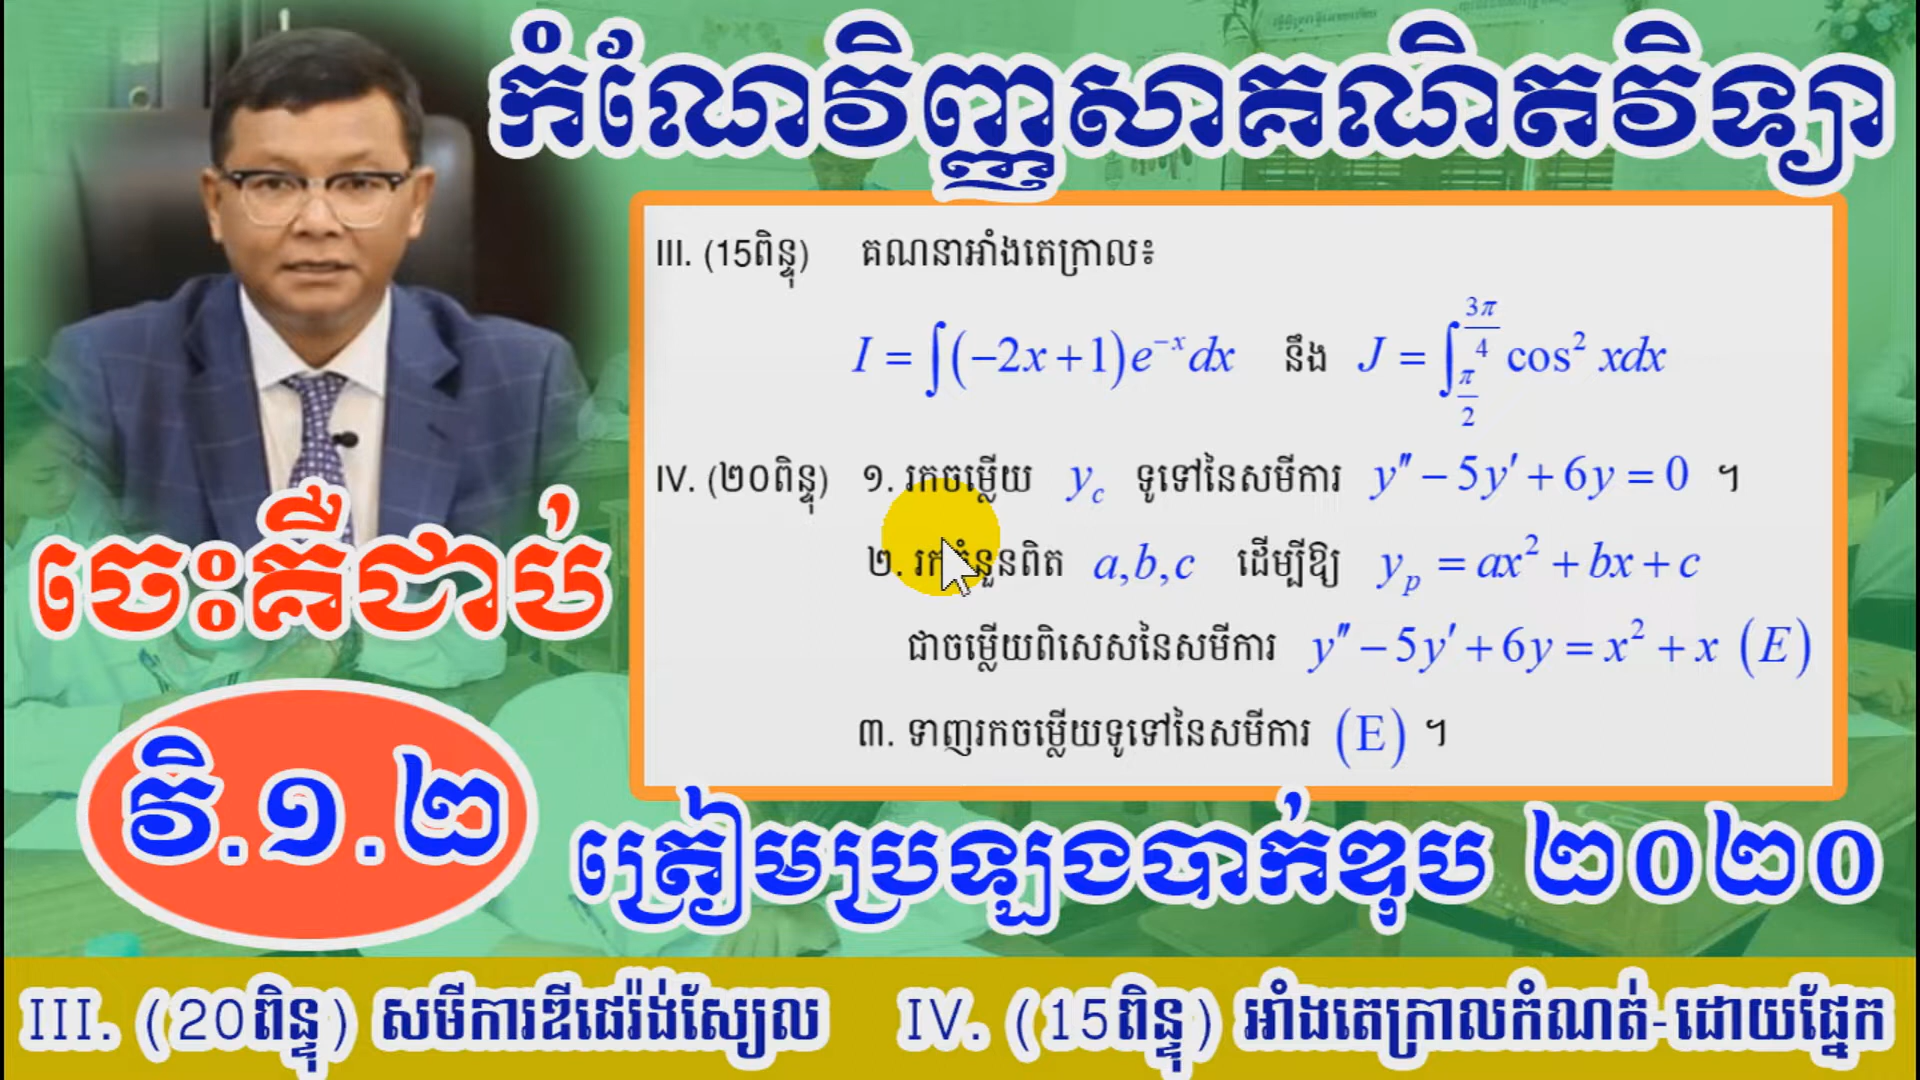 កំណែវិញ្ញាសាគណិតវិទ្យា
III. (15ពិន្ទុ) គណនាអាំងតេក្រាល៖
I = ∫(−2x+1)e^{−x}dx នឹង J = ∫_{π/2}^{3π/4} cos² xdx
IV. (២០ពិន្ទុ) ១. រកចម្លើយ y_c ទូទៅនៃសមីការ y″ − 5y′ + 6y = 0 ។
២. រកចំនួនពិត a,b,c ដើម្បីឱ្យ y_p = ax² + bx + c
ជាចម្លើយពិសេសនៃសមីការ y″ − 5y′ + 6y = x² + x (E)
៣. ទាញរកចម្លើយទូទៅនៃសមីការ (E) ។
ចេះគឺជាប់
វិ.១.២
ត្រៀមប្រឡងបាក់ឌុប ២០២០
III. (20ពិន្ទុ) សមីការឌីផេរ៉ង់ស្យែល IV. (15ពិន្ទុ) អាំងតេក្រាលកំណត់-ដោយផ្នែក